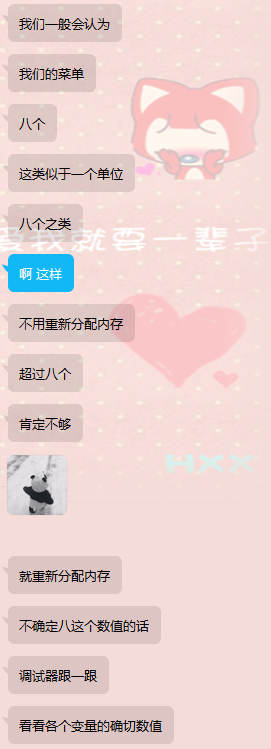 我们一般会认为
我们的菜单
八个
这类似于一个单位
八个之类
爱我就要一辈子
啊 这样
不用重新分配内存
超过八个
肯定不够
HXX
就重新分配内存
不确定八这个数值的话
调试器跟一跟
看看各个变量的确切数值